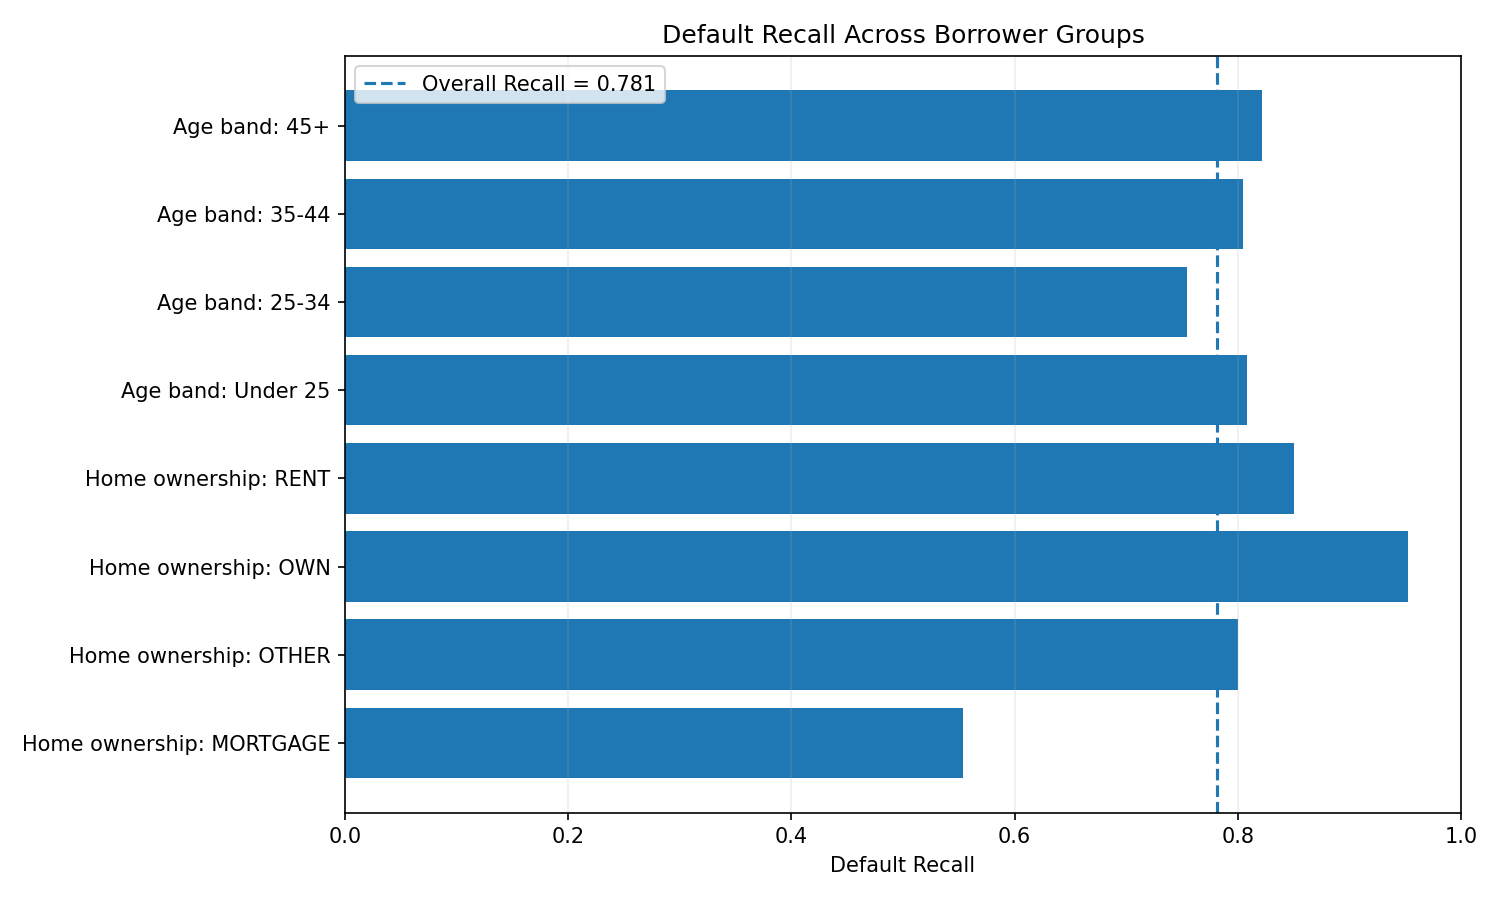 Default Recall Across Borrower Groups
Overall Recall = 0.781
Age band: 45+
Age band: 35-44
Age band: 25-34
Age band: Under 25
Home ownership: RENT
Home ownership: OWN
Home ownership: OTHER
Home ownership: MORTGAGE
0.0 0.2 0.4 0.6 0.8 1.0
Default Recall